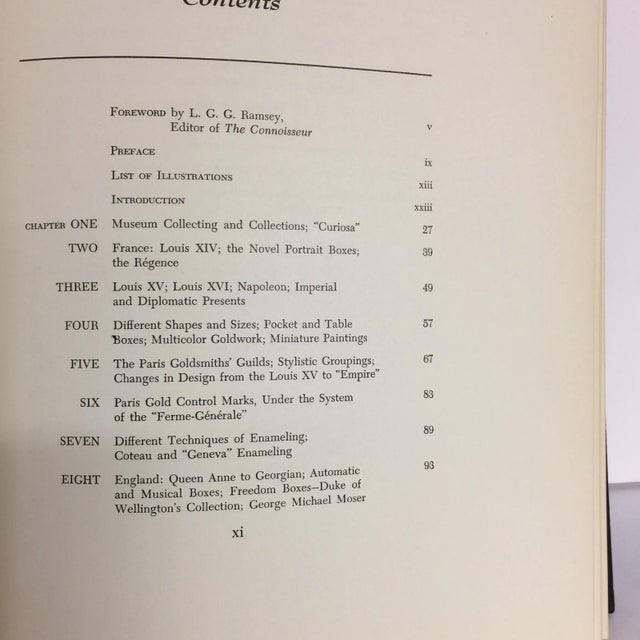 Contents
FOREWORD by L. G. G. Ramsey,
Editor of The Connoisseur v
PREFACE ix
LIST OF ILLUSTRATIONS xiii
INTRODUCTION xxiii
CHAPTER ONE Museum Collecting and Collections; “Curiosa” 27
TWO France: Louis XIV; the Novel Portrait Boxes; 39
the Régence
THREE Louis XV; Louis XVI; Napoleon; Imperial 49
and Diplomatic Presents
FOUR Different Shapes and Sizes; Pocket and Table 57
Boxes; Multicolor Goldwork; Miniature Paintings
FIVE The Paris Goldsmiths’ Guilds; Stylistic Groupings; 67
Changes in Design from the Louis XV to “Empire”
SIX Paris Gold Control Marks, Under the System 83
of the “Ferme-Générale”
SEVEN Different Techniques of Enameling; 89
Coteau and “Geneva” Enameling
EIGHT England: Queen Anne to Georgian; Automatic 93
and Musical Boxes; Freedom Boxes—Duke of
Wellington’s Collection; George Michael Moser
xi